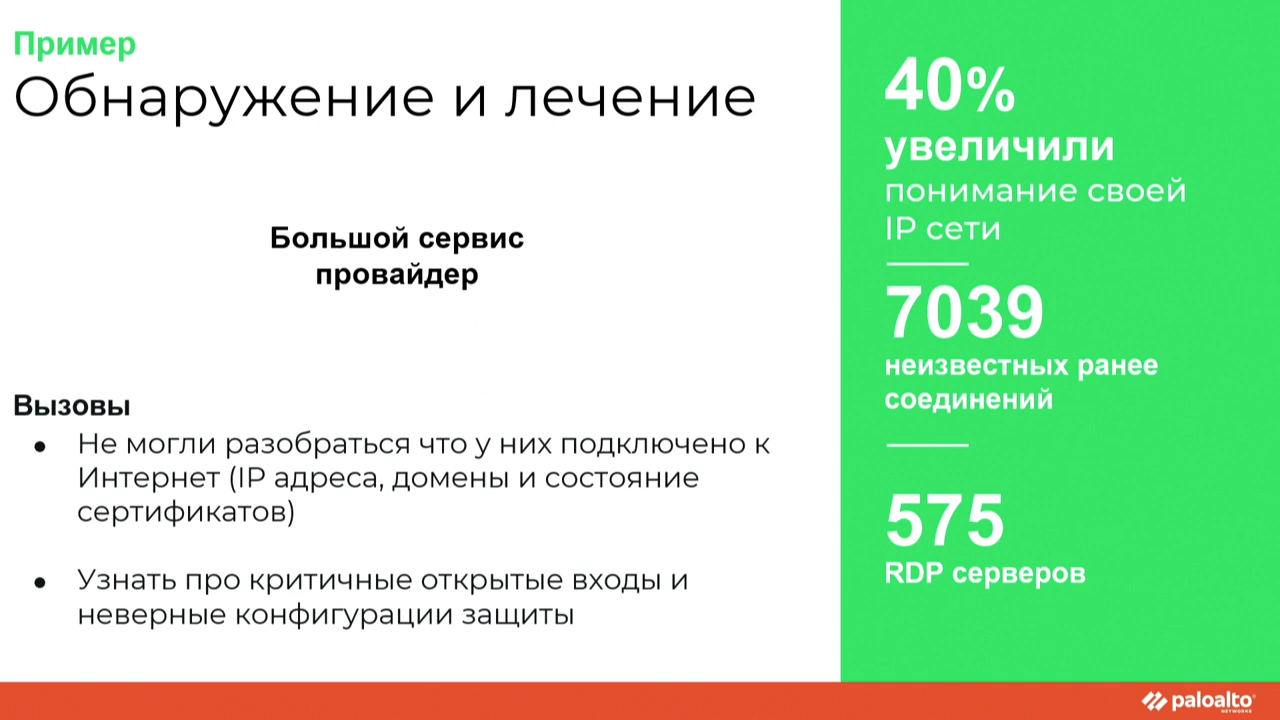 Пример
Обнаружение и лечение
Большой сервис
провайдер
Вызовы
● Не могли разобраться что у них подключено к
Интернет (IP адреса, домены и состояние
сертификатов)
● Узнать про критичные открытые входы и
неверные конфигурации защиты
40%
увеличили
понимание своей
IP сети
7039
неизвестных ранее
соединений
575
RDP серверов
paloalto
NETWORKS